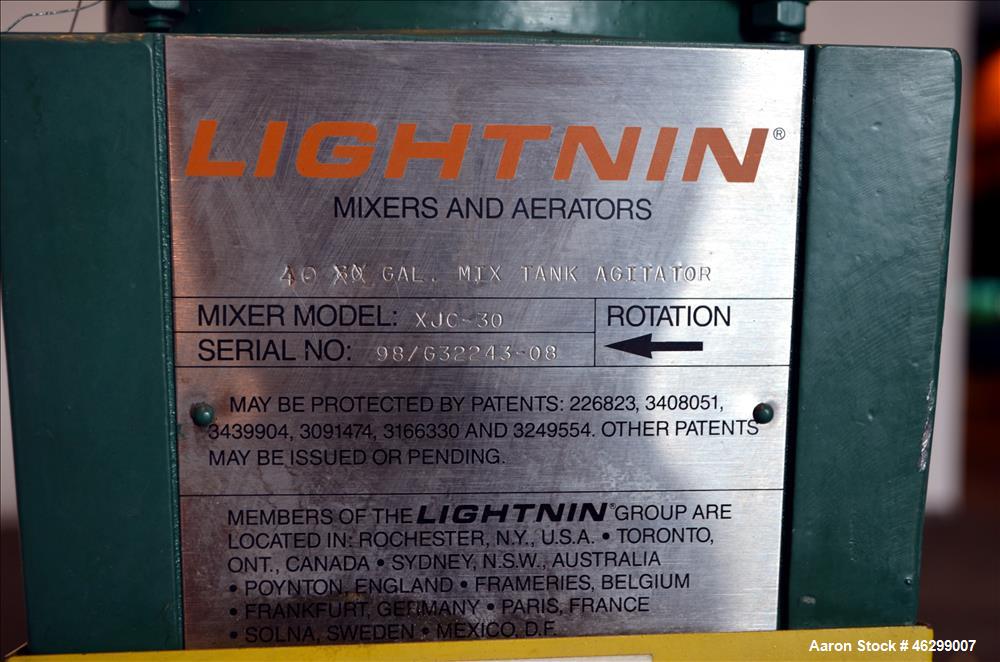 LIGHTNIN®
MIXERS AND AERATORS
40 30 GAL. MIX TANK AGITATOR
MIXER MODEL: XJC-30
ROTATION
SERIAL NO: 98/G32243-08
MAY BE PROTECTED BY PATENTS: 226823, 3408051,
3439904, 3091474, 3166330 AND 3249554. OTHER PATENTS
MAY BE ISSUED OR PENDING.
MEMBERS OF THE LIGHTNIN® GROUP ARE
LOCATED IN: ROCHESTER, N.Y., U.S.A. • TORONTO,
ONT., CANADA • SYDNEY, N.S.W., AUSTRALIA
• POYNTON, ENGLAND • FRAMERIES, BELGIUM
• FRANKFURT, GERMANY • PARIS, FRANCE
• SOLNA, SWEDEN • MEXICO, D.F.
Aaron Stock # 46299007